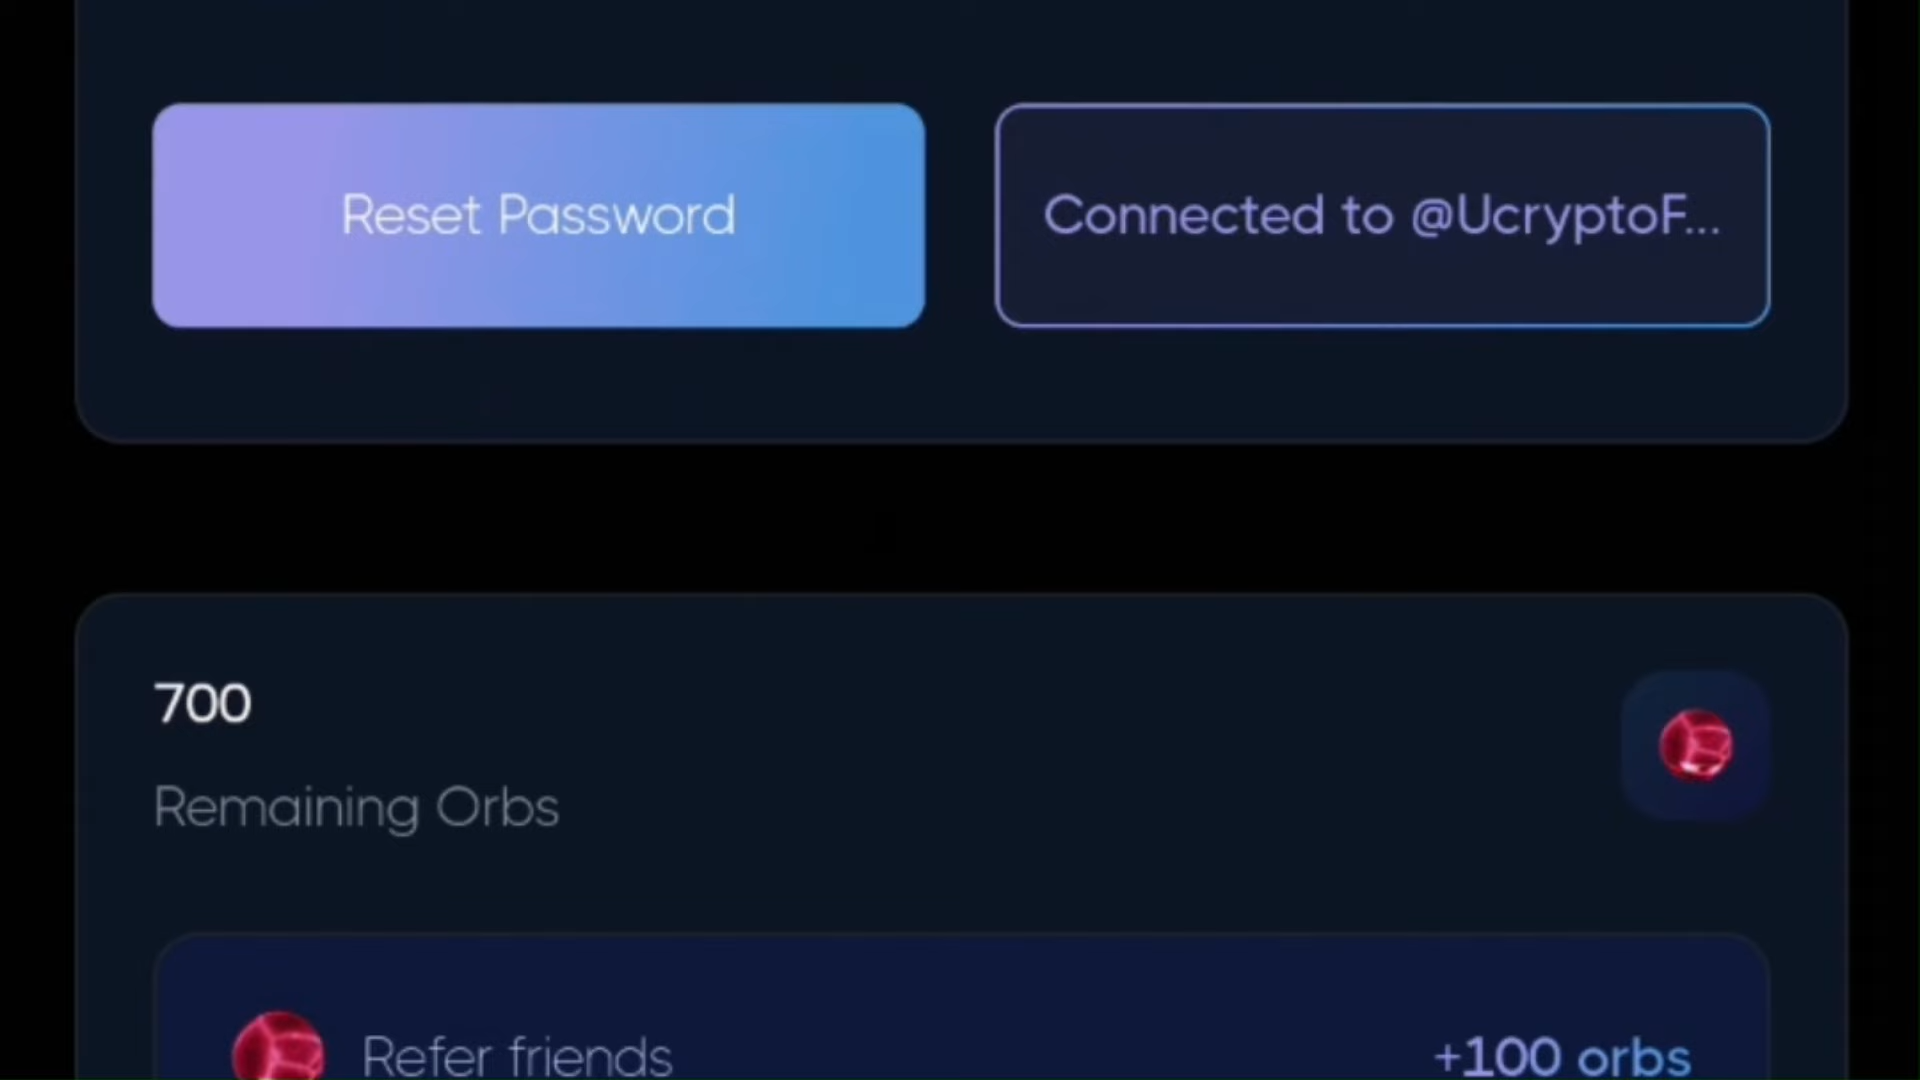 Reset Password
Connected to @UcryptoF...
700
Remaining Orbs
Refer friends
+100 orbs